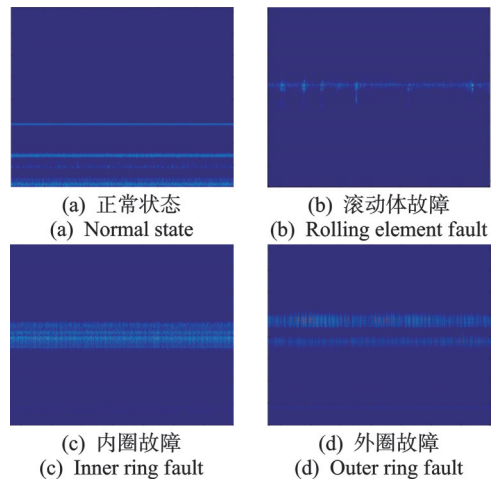 (a) 正常状态
(a) Normal state
(b) 滚动体故障
(b) Rolling element fault
(c) 内圈故障
(c) Inner ring fault
(d) 外圈故障
(d) Outer ring fault